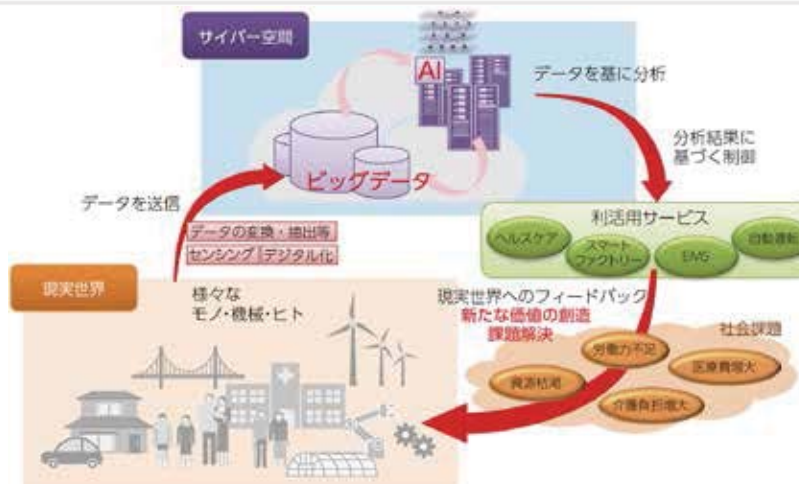 サイバー空間
AI
データを基に分析
ビッグデータ
分析結果に
基づく制御
データを送信
データの変換・抽出等
センシング
デジタル化
利活用サービス
ヘルスケア
スマート
ファクトリー
EMS
自動運転
現実世界
様々な
モノ・機械・ヒト
現実世界へのフィードバック
新たな価値の創造
課題解決
社会課題
労働力不足
医療費増大
資源枯渇
介護負担増大